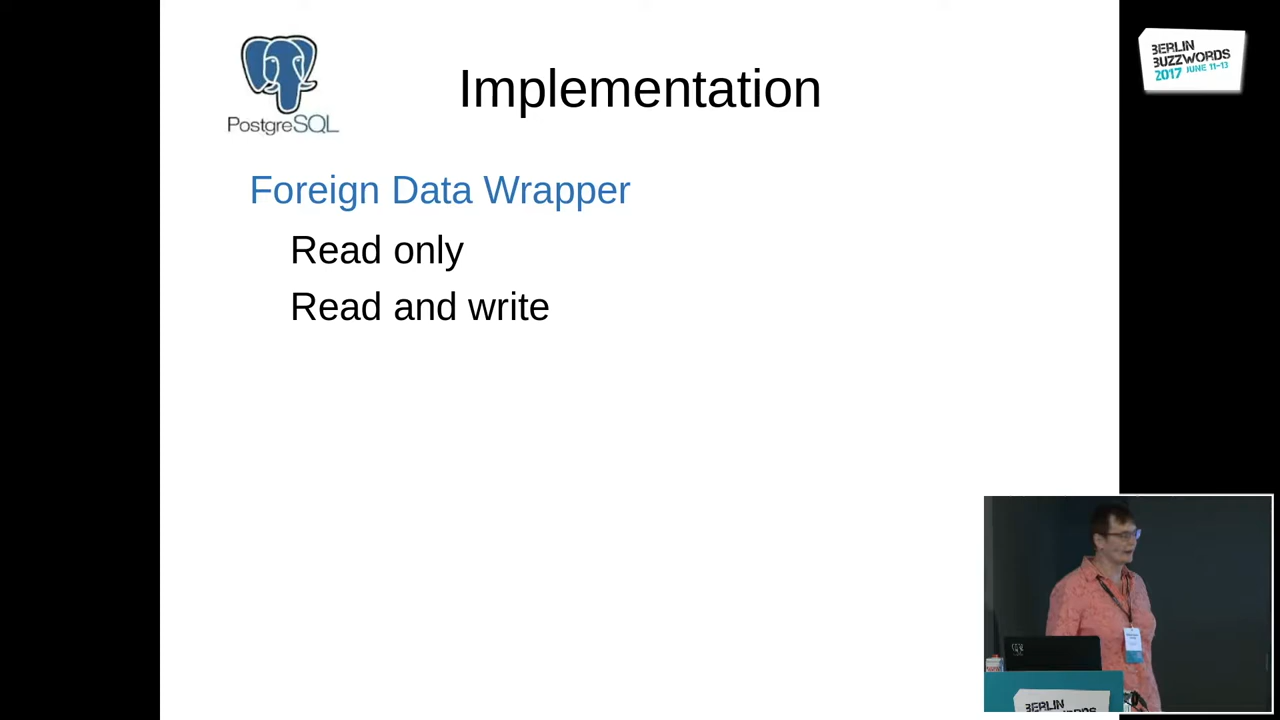 PostgreSQL
Implementation
Foreign Data Wrapper
Read only
Read and write
BERLIN
BUZZWORDS
2017 JUNE 11-13
BERLIN